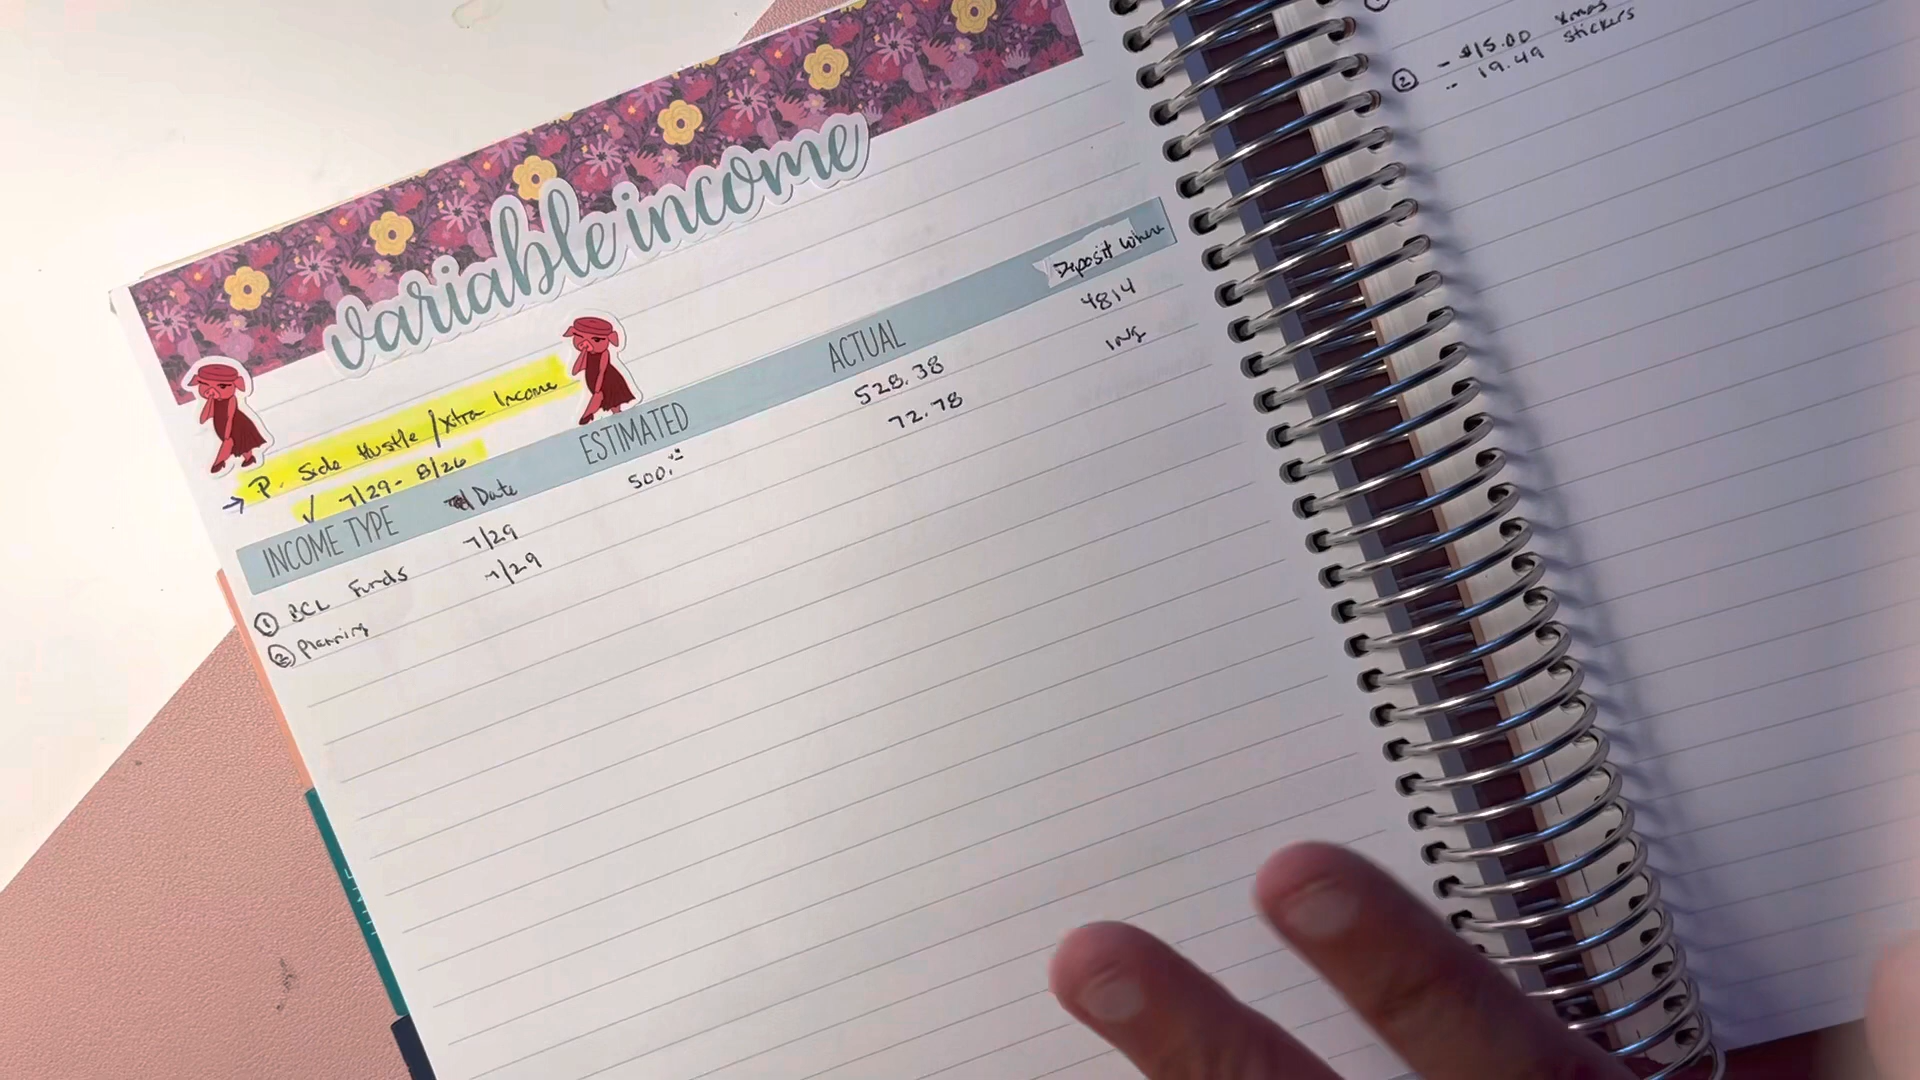 variable income
→ P. Side Hustle / Xtra Income
✓ 7/29 - 8/26
INCOME TYPE Date ESTIMATED ACTUAL Deposit Where
① BCL Funds 7/29 500. 528.38 4814
② Planning 7/29 72.78 ING
② - $15.00 xmas
- 19.49 stickers